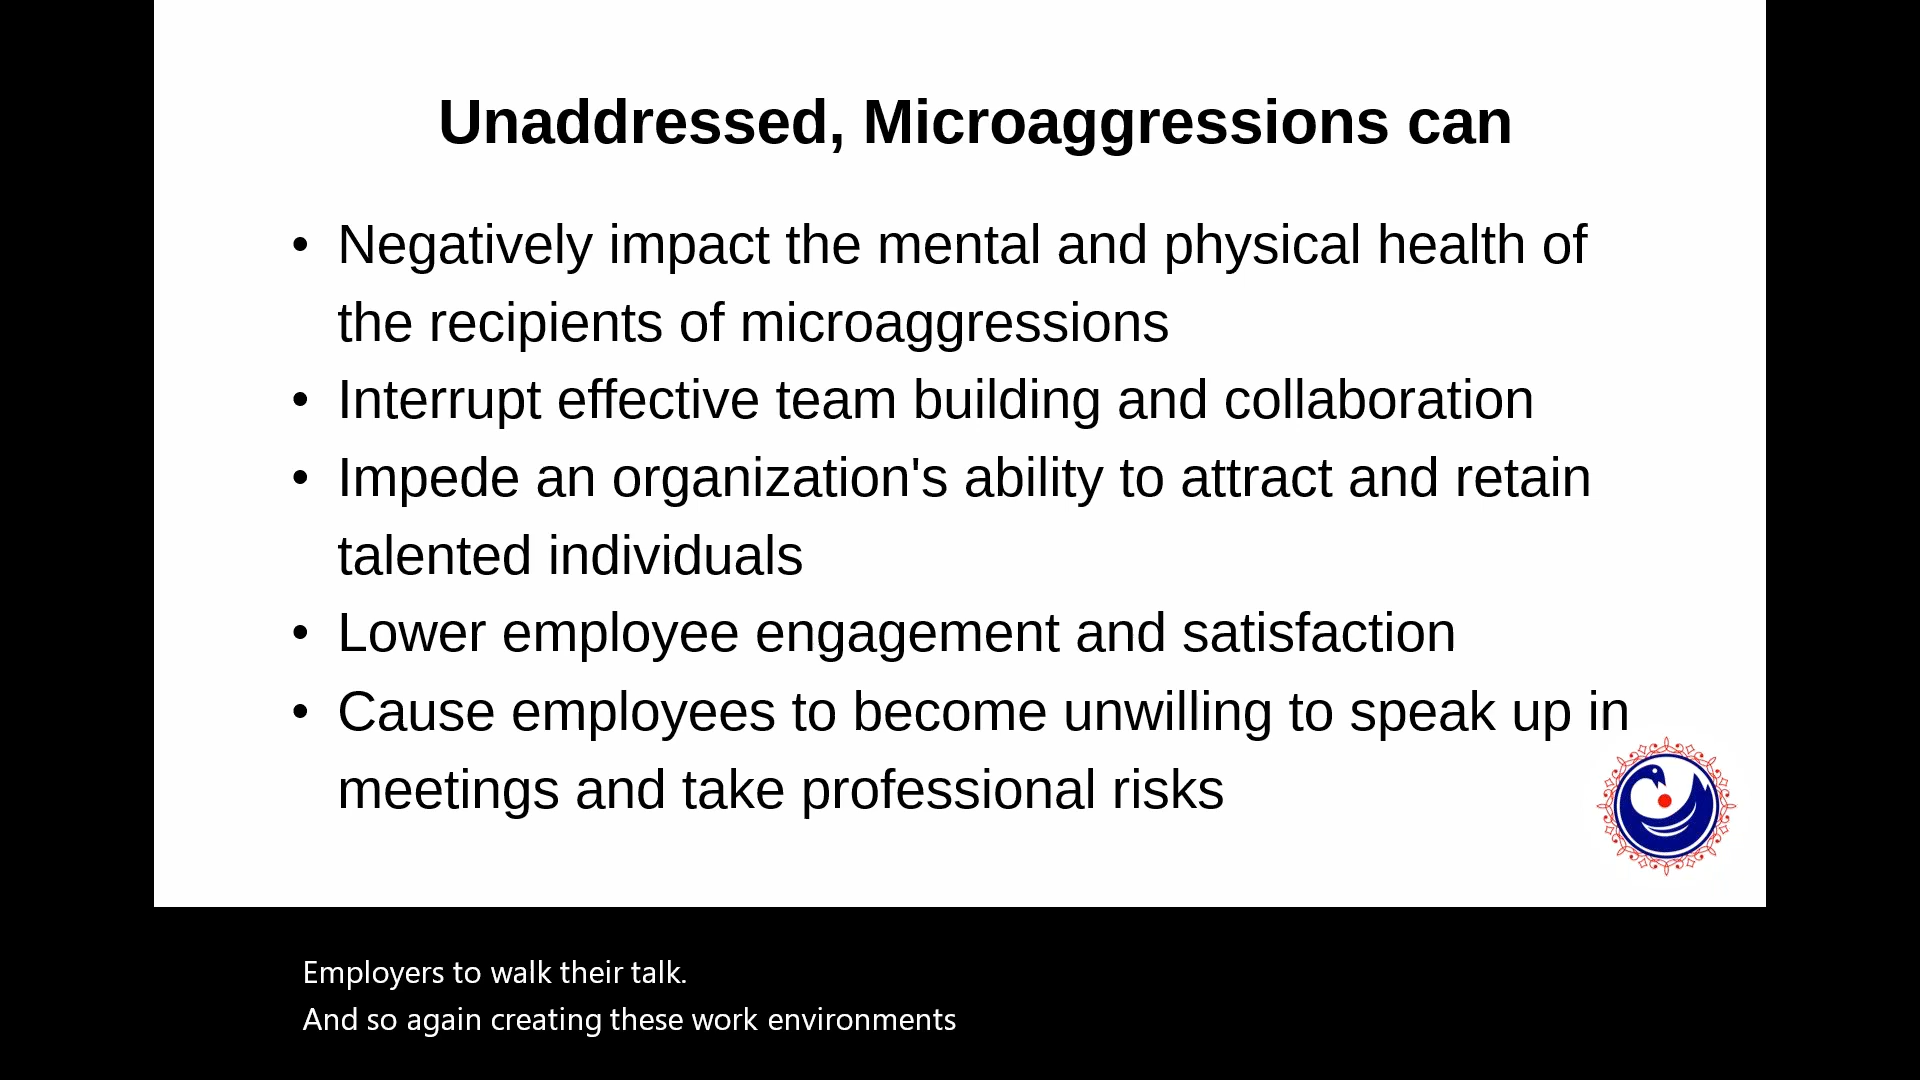 Unaddressed, Microaggressions can
• Negatively impact the mental and physical health of
the recipients of microaggressions
• Interrupt effective team building and collaboration
• Impede an organization's ability to attract and retain
talented individuals
• Lower employee engagement and satisfaction
• Cause employees to become unwilling to speak up in
meetings and take professional risks
Employers to walk their talk.
And so again creating these work environments